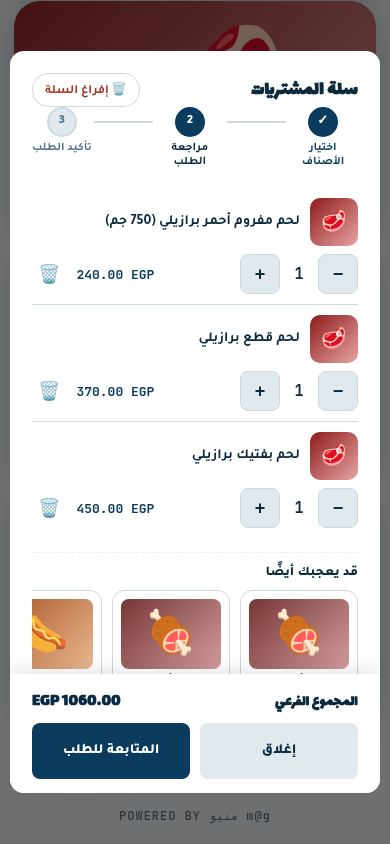 سلة المشتريات
🗑️ إفراغ السلة
✓
2
3
اختيار الأصناف
مراجعة الطلب
تأكيد الطلب
لحم مفروم أحمر برازيلي (750 جم)
− 1 +
240.00 EGP
لحم قطع برازيلي
− 1 +
370.00 EGP
لحم بفتيك برازيلي
− 1 +
450.00 EGP
قد يعجبك أيضًا
المجموع الفرعي
EGP 1060.00
إغلاق
المتابعة للطلب
POWERED BY منيو m@g